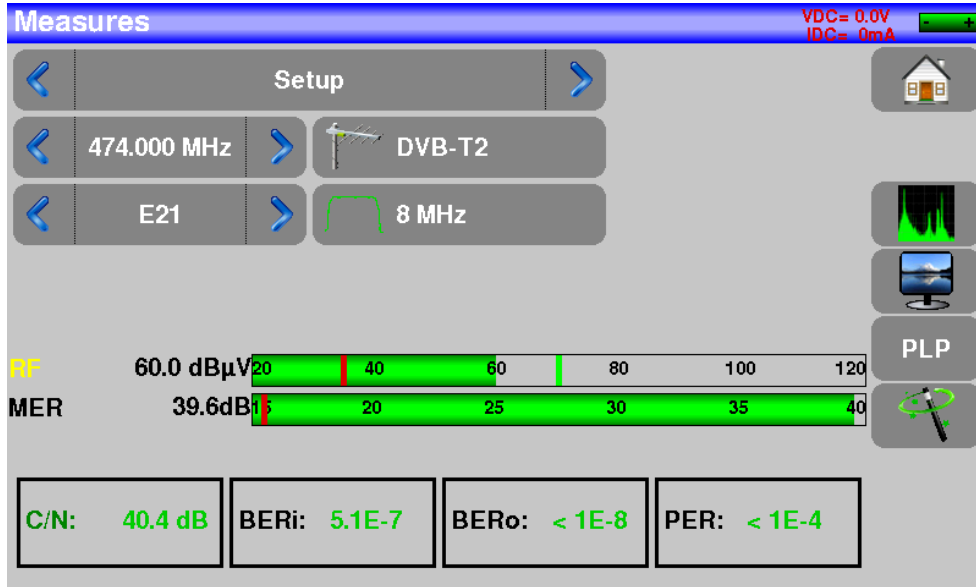 Measures
VDC= 0.0V
IDC= 0mA
- +
Setup
474.000 MHz
DVB-T2
E21
8 MHz
PLP
RF 60.0 dBµV 20 40 60 80 100 120
MER 39.6dB 15 20 25 30 35 40
C/N: 40.4 dB BERi: 5.1E-7 BERo: < 1E-8 PER: < 1E-4